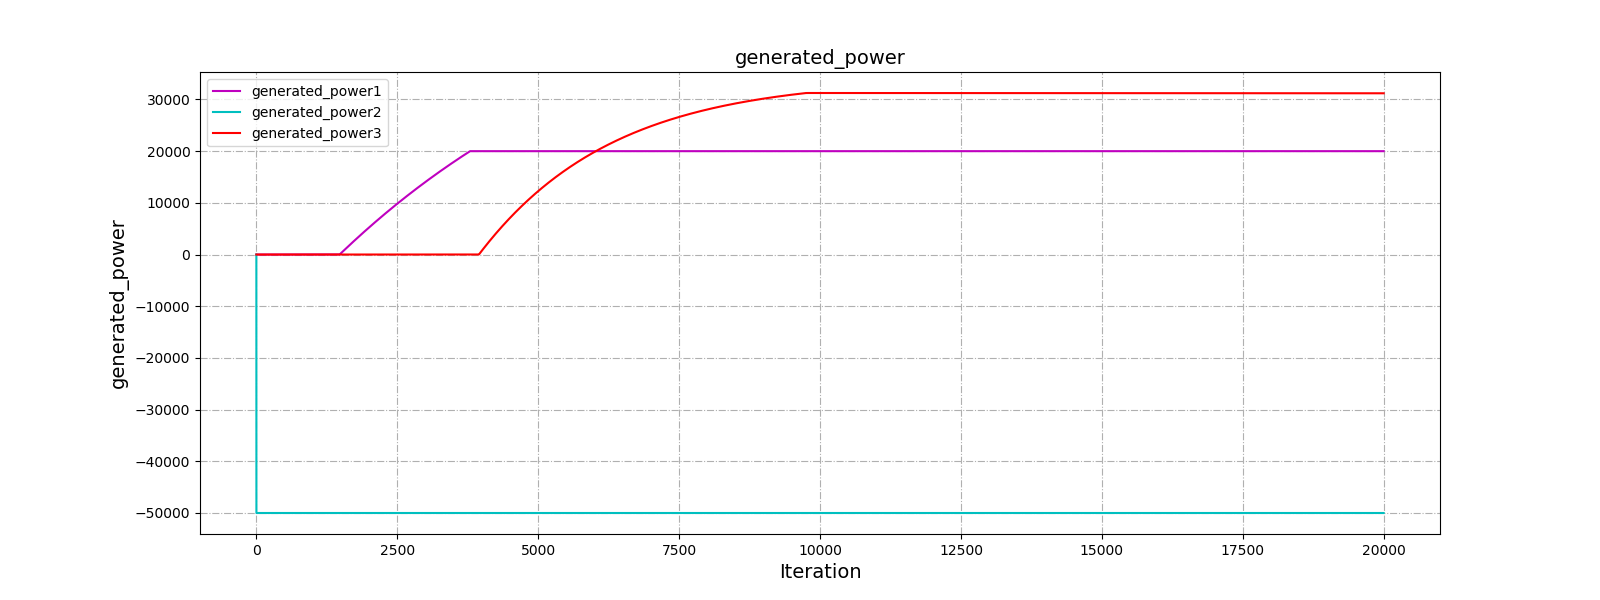 generated_power
generated_power1
generated_power2
generated_power3
generated_power
30000
20000
10000
0
−10000
−20000
−30000
−40000
−50000
0 2500 5000 7500 10000 12500 15000 17500 20000
Iteration